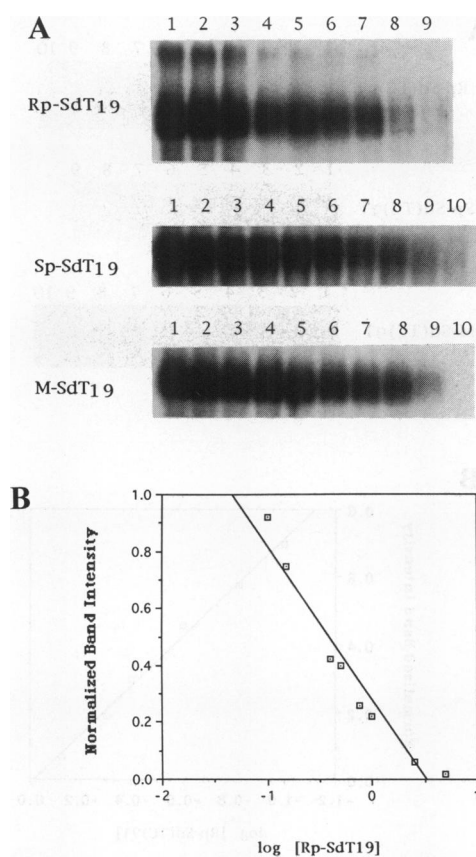 A
1 2 3 4 5 6 7 8 9
Rp-SdT19
1 2 3 4 5 6 7 8 9 10
Sp-SdT19
1 2 3 4 5 6 7 8 9 10
M-SdT19
B
1.0
0.8
0.6
0.4
0.2
0.0
Normalized Band Intensity
-2 -1 0 1
log [Rp-SdT19]